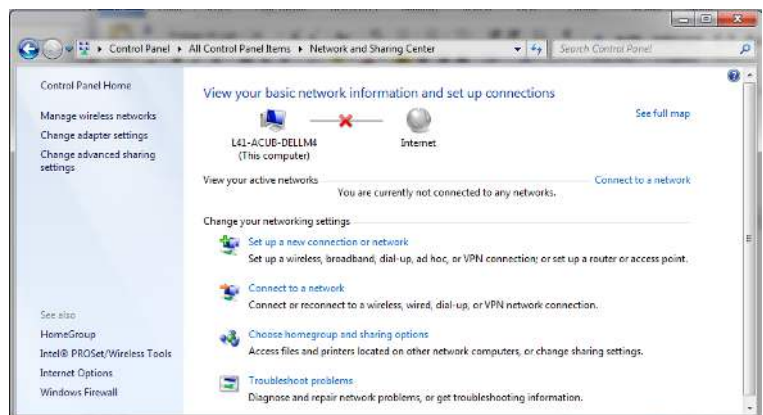 Control Panel ▸ All Control Panel Items ▸ Network and Sharing Center
Search Control Panel
Control Panel Home
Manage wireless networks
Change adapter settings
Change advanced sharing
settings
See also
HomeGroup
Intel® PROSet/Wireless Tools
Internet Options
Windows Firewall
View your basic network information and set up connections
See full map
L41-ACUB-DELLM4
(This computer)
Internet
View your active networks
Connect to a network
You are currently not connected to any networks.
Change your networking settings
Set up a new connection or network
Set up a wireless, broadband, dial-up, ad hoc, or VPN connection; or set up a router or access point.
Connect to a network
Connect or reconnect to a wireless, wired, dial-up, or VPN network connection.
Choose homegroup and sharing options
Access files and printers located on other network computers, or change sharing settings.
Troubleshoot problems
Diagnose and repair network problems, or get troubleshooting information.